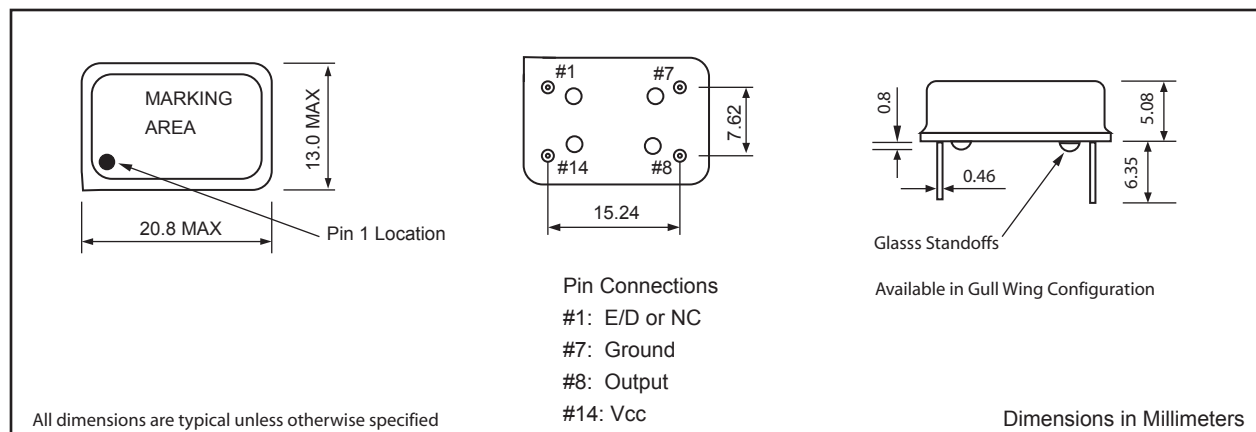 MARKING
AREA
13.0 MAX
20.8 MAX
Pin 1 Location
#1
#7
#14
#8
7.62
15.24
Pin Connections
#1: E/D or NC
#7: Ground
#8: Output
#14: Vcc
0.8
0.46
5.08
6.35
Glasss Standoffs
Available in Gull Wing Configuration
All dimensions are typical unless otherwise specified
Dimensions in Millimeters